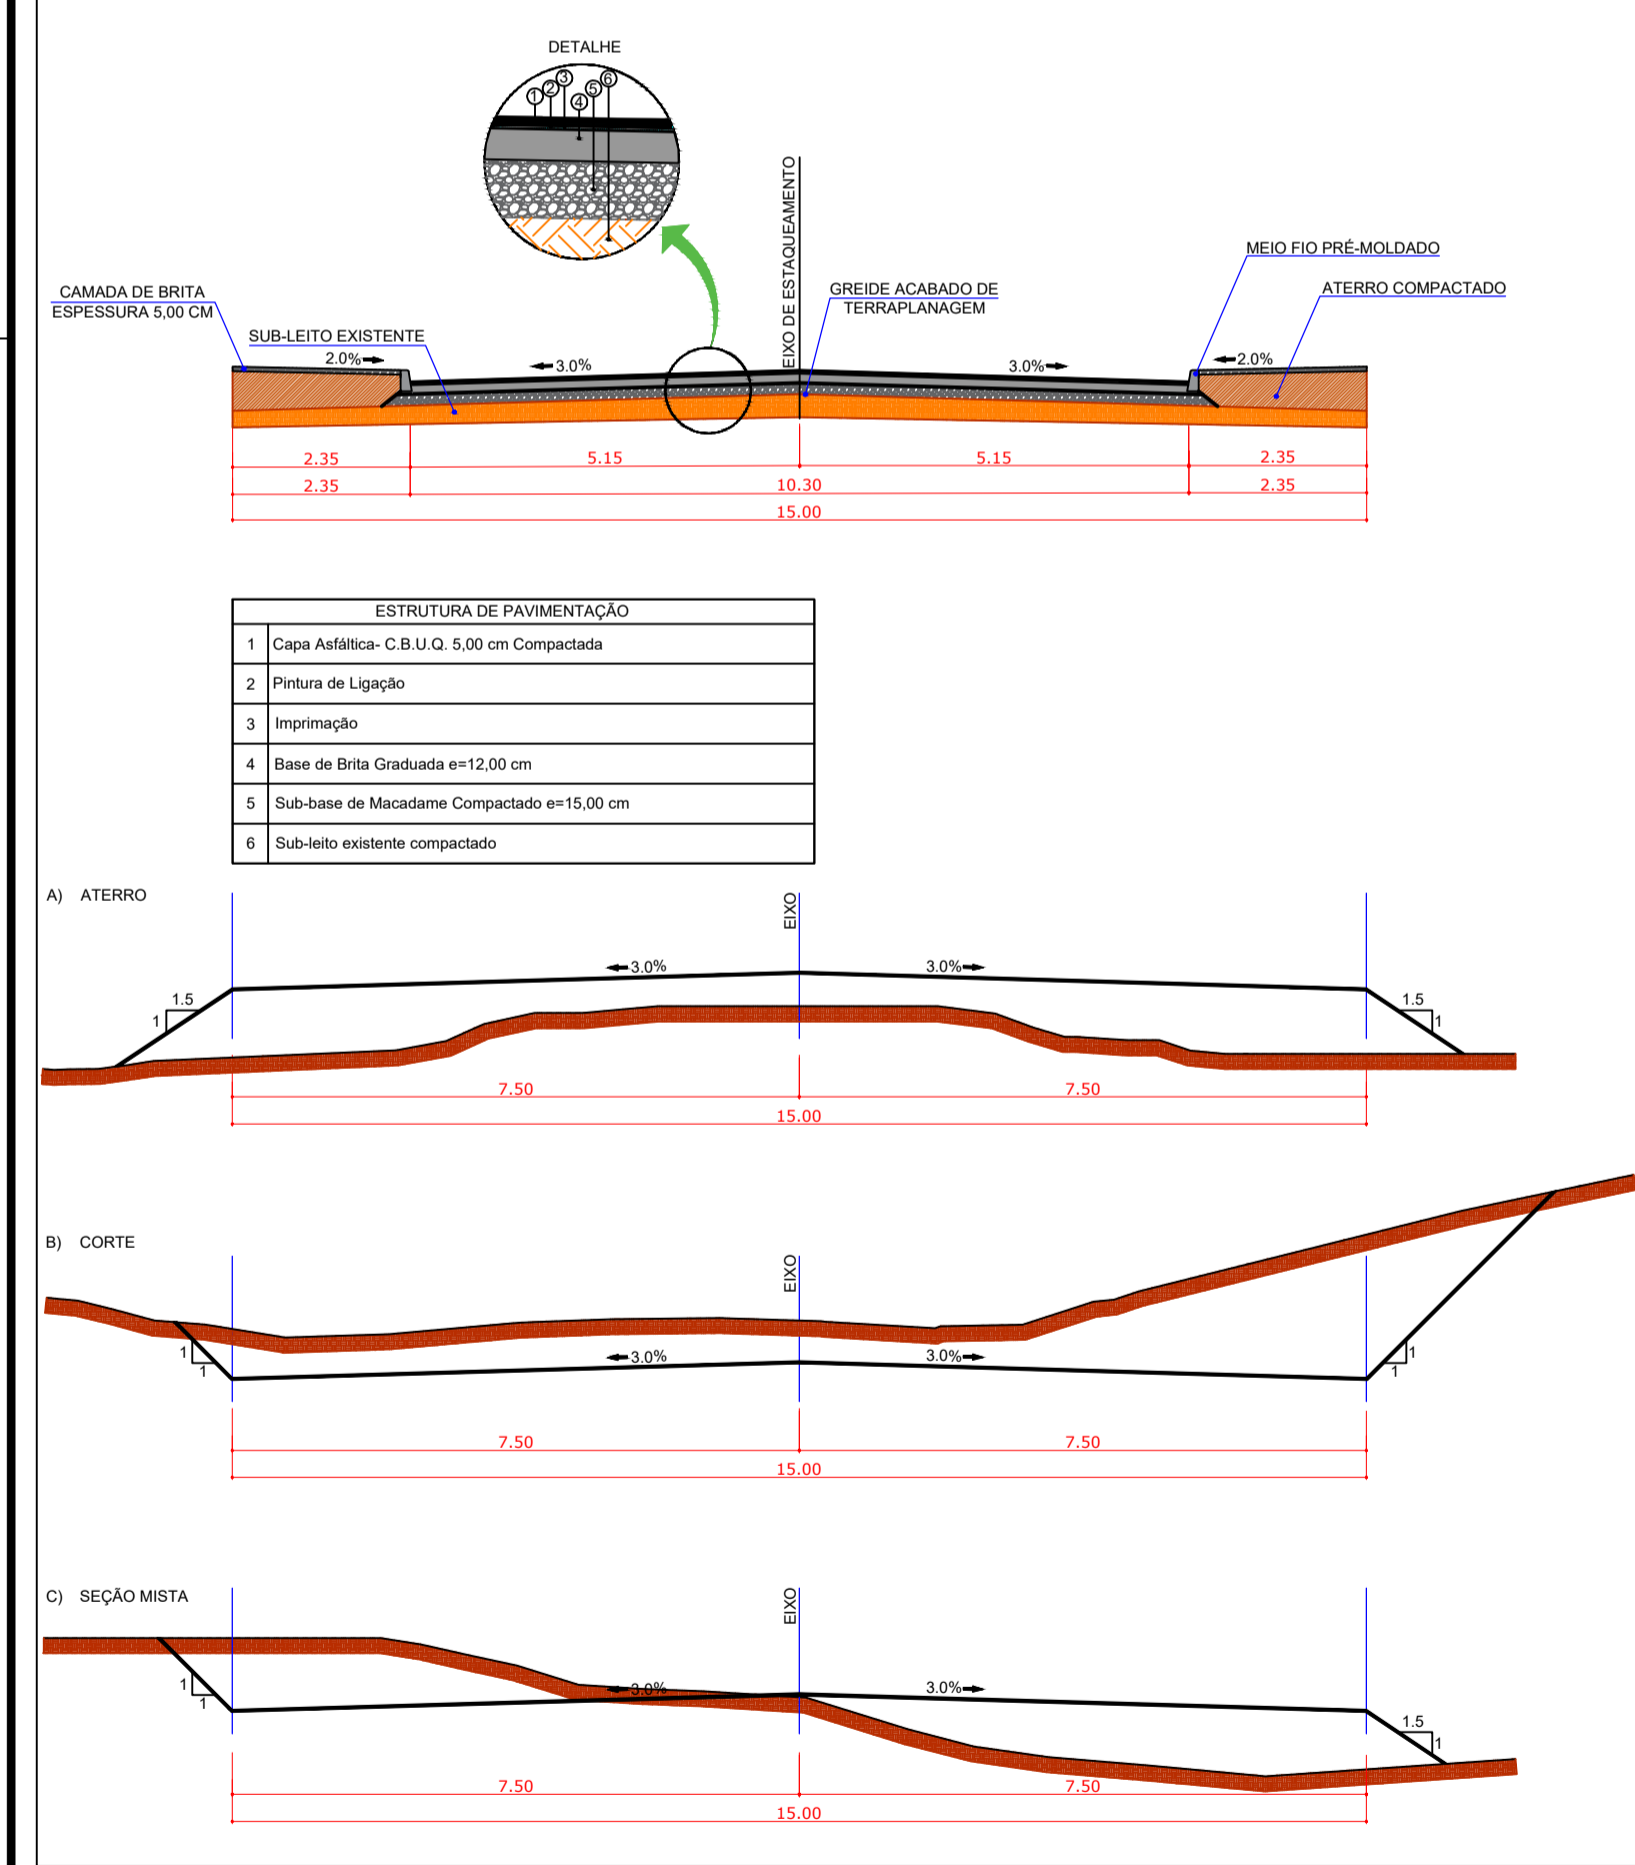 DETALHE
1 2 3 4 5 6
EIXO DE ESTAQUEAMENTO
MEIO FIO PRÉ-MOLDADO
CAMADA DE BRITA
ESPESSURA 5,00 CM
GREIDE ACABADO DE
TERRAPLANAGEM
ATERRO COMPACTADO
SUB-LEITO EXISTENTE
2.0% 3.0% 3.0% 2.0%
2.35 5.15 5.15 2.35
2.35 10.30 2.35
15.00
ESTRUTURA DE PAVIMENTAÇÃO
1 Capa Asfáltica- C.B.U.Q. 5,00 cm Compactada
2 Pintura de Ligação
3 Imprimação
4 Base de Brita Graduada e=12,00 cm
5 Sub-base de Macadame Compactado e=15,00 cm
6 Sub-leito existente compactado
A) ATERRO
EIXO
3.0% 3.0%
1.5 1.5
1 1
7.50 7.50
15.00
B) CORTE
EIXO
3.0% 3.0%
1 1
1 1
7.50 7.50
15.00
C) SEÇÃO MISTA
EIXO
3.0% 3.0%
1 1.5
1 1
7.50 7.50
15.00